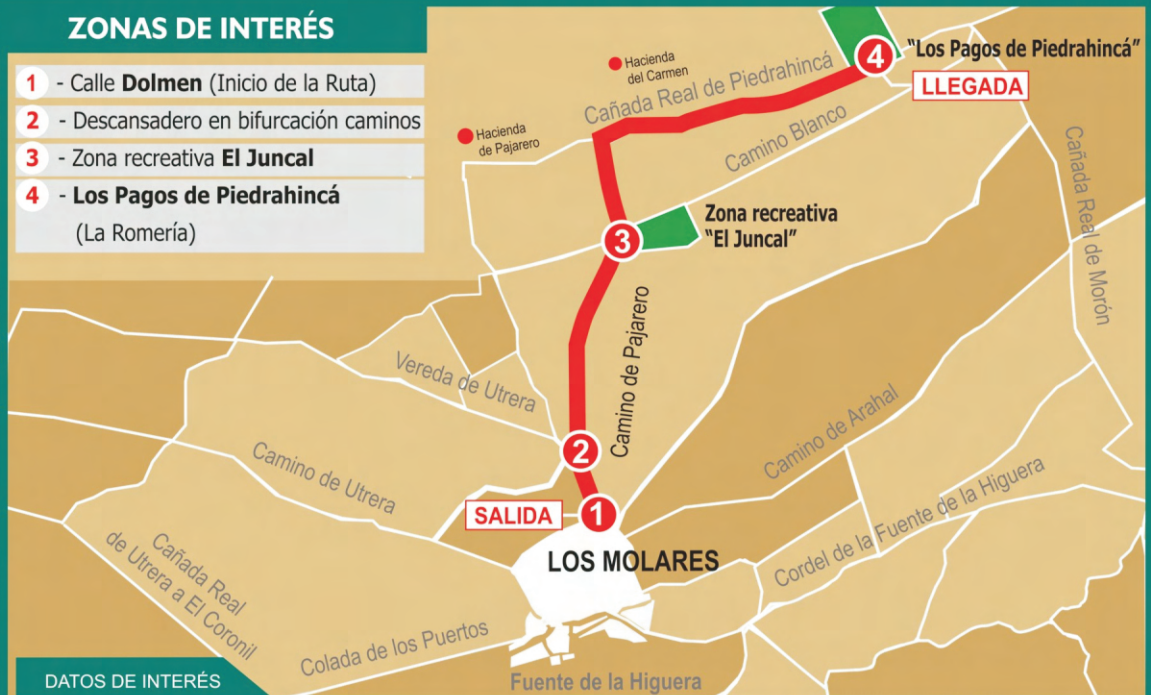 ZONAS DE INTERÉS
1 - Calle Dolmen (Inicio de la Ruta)
2 - Descansadero en bifurcación caminos
3 - Zona recreativa El Juncal
4 - Los Pagos de Piedrahincá
(La Romería)
Hacienda
del Carmen
Hacienda
de Pajarero
Cañada Real de Piedrahincá
4
"Los Pagos de Piedrahincá"
LLEGADA
Camino Blanco
Cañada Real de Morón
3
Zona recreativa
"El Juncal"
Camino de Pajarero
Vereda de Utrera
2
Camino de Utrera
Camino de Arahal
SALIDA
1
LOS MOLARES
Cordel de la Fuente de la Higuera
Cañada Real
de Utrera a El Coronil
Colada de los Puertos
Fuente de la Higuera
DATOS DE INTERÉS